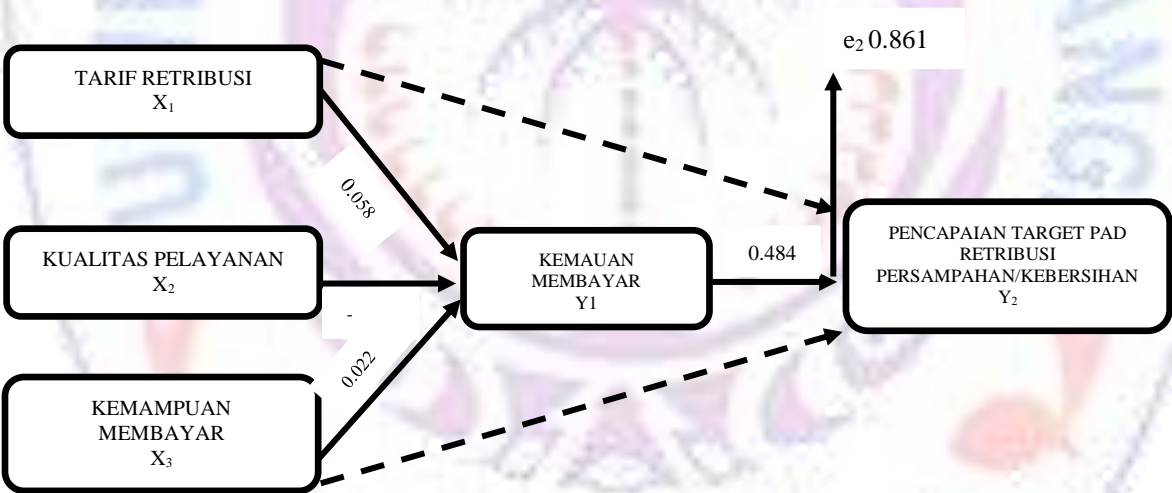 e₂ 0.861
TARIF RETRIBUSI
X₁
0.058
KUALITAS PELAYANAN
X₂
-
KEMAUAN
MEMBAYAR
Y1
0.484
PENCAPAIAN TARGET PAD
RETRIBUSI
PERSAMPAHAN/KEBERSIHAN
Y₂
0.022
KEMAMPUAN
MEMBAYAR
X₃